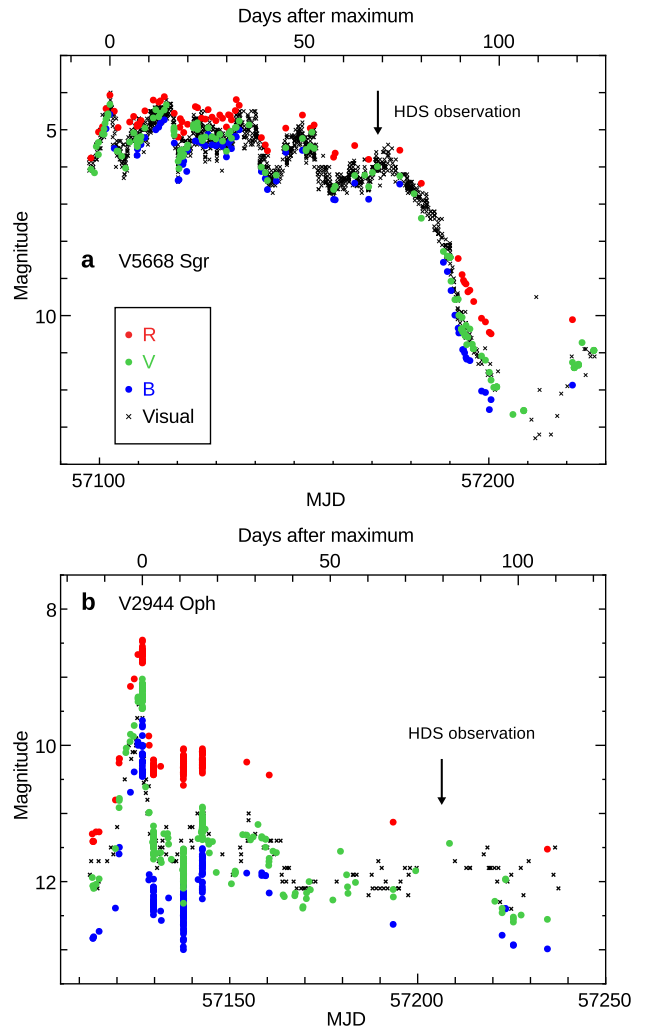 Days after maximum
0 50 100
5
HDS observation
Magnitude
a V5668 Sgr
10
R
V
B
Visual
57100 57200
MJD
Days after maximum
0 50 100
b V2944 Oph
8
HDS observation
10
Magnitude
12
57150 57200 57250
MJD